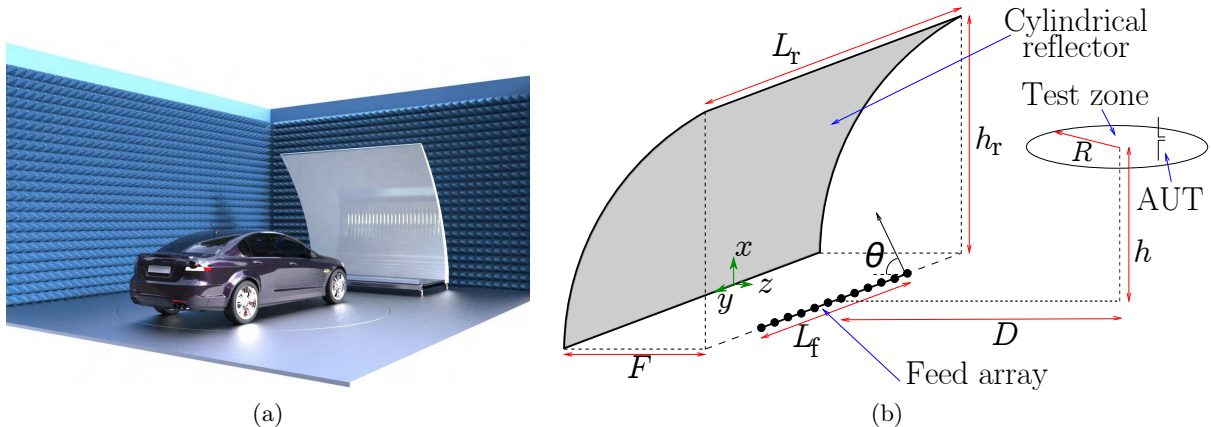 Cylindrical
reflector
L_r
Test zone
h_r
R
AUT
θ
x
h
y
z
D
L_f
F
Feed array
(a)
(b)